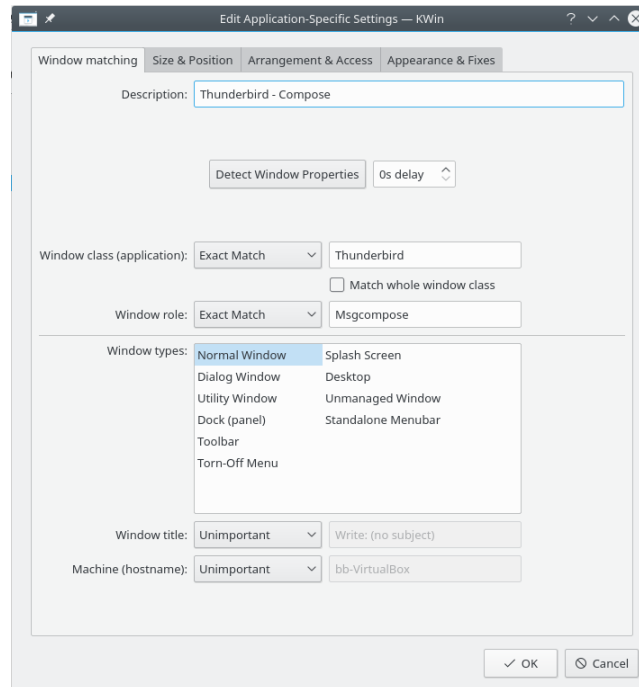 Edit Application-Specific Settings — KWin
Window matching Size & Position Arrangement & Access Appearance & Fixes
Description: Thunderbird - Compose
Detect Window Properties 0s delay
Window class (application): Exact Match Thunderbird
Match whole window class
Window role: Exact Match Msgcompose
Window types: Normal Window Splash Screen
Dialog Window Desktop
Utility Window Unmanaged Window
Dock (panel) Standalone Menubar
Toolbar
Torn-Off Menu
Window title: Unimportant Write: (no subject)
Machine (hostname): Unimportant bb-VirtualBox
OK Cancel